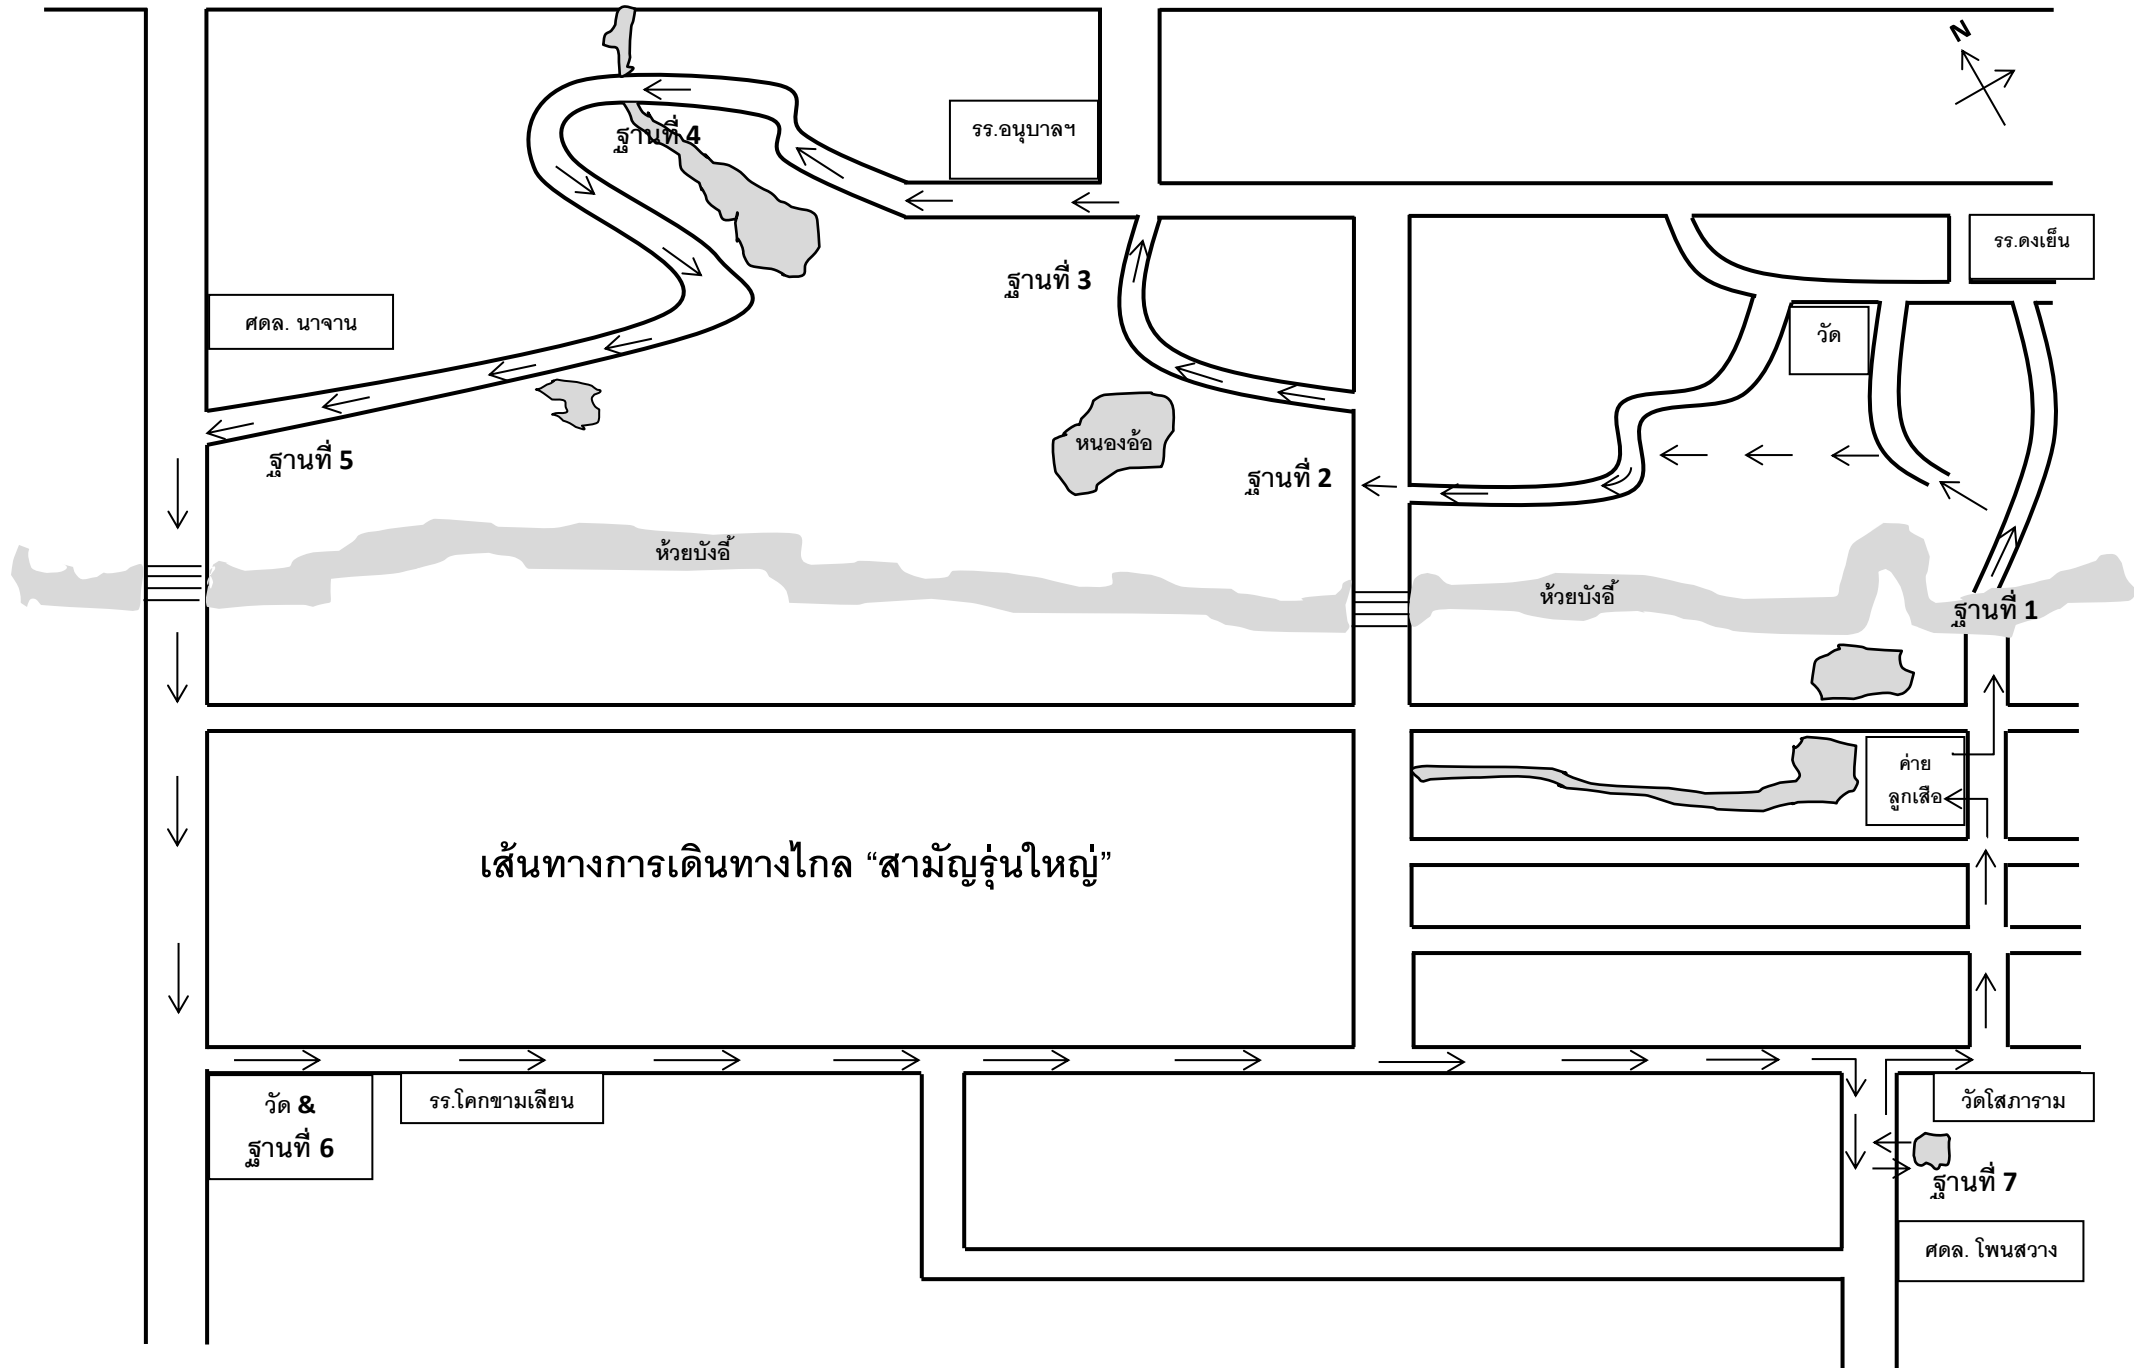 N
รร.อนุบาลฯ
ฐานที่ 4
รร.ดงเย็น
ฐานที่ 3
ศดล. นาจาน
วัด
หนองอ้อ
ฐานที่ 5
ฐานที่ 2
ห้วยบังอี้
ห้วยบังอี้
ฐานที่ 1
ค่าย
ลูกเสือ
เส้นทางการเดินทางไกล “สามัญรุ่นใหญ่”
วัด &
ฐานที่ 6
รร.โคกขามเลียน
วัดโสภาราม
ฐานที่ 7
ศดล. โพนสวาง